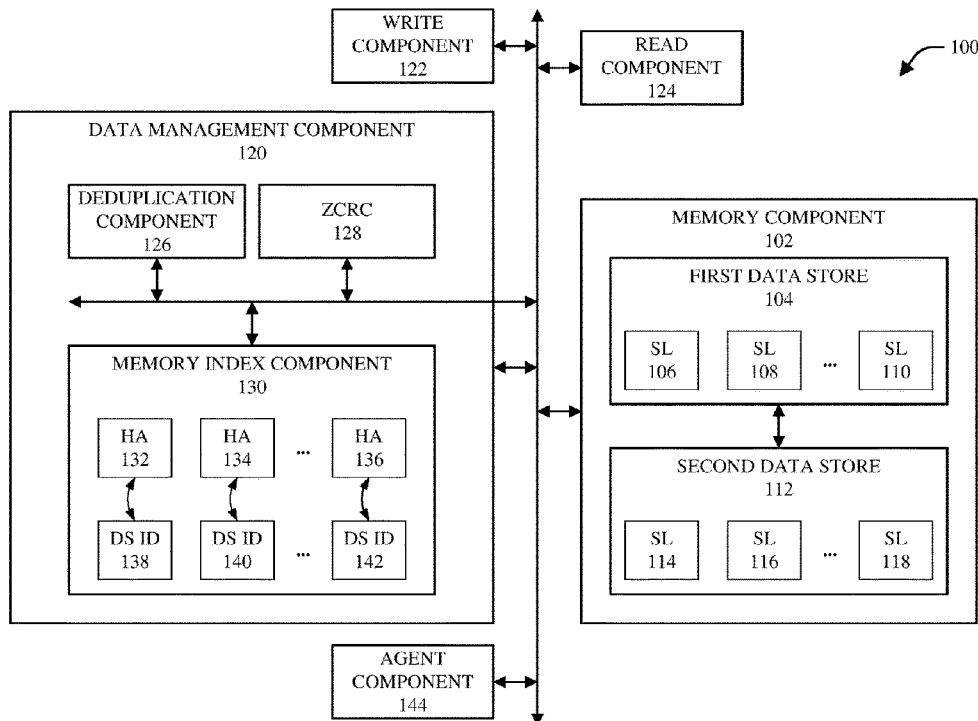 WRITE
COMPONENT
122
READ
COMPONENT
124
100
DATA MANAGEMENT COMPONENT
120
DEDUPLICATION
COMPONENT
126
ZCRC
128
MEMORY INDEX COMPONENT
130
HA
132
HA
134
...
HA
136
DS ID
138
DS ID
140
...
DS ID
142
MEMORY COMPONENT
102
FIRST DATA STORE
104
SL
106
SL
108
...
SL
110
SECOND DATA STORE
112
SL
114
SL
116
...
SL
118
AGENT
COMPONENT
144